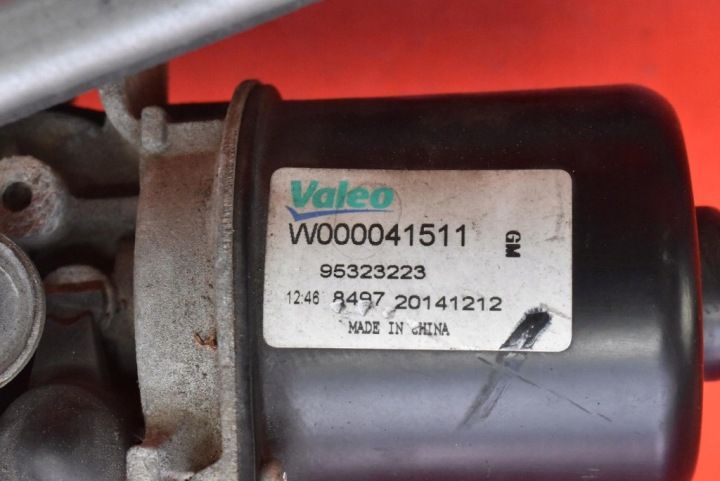 Valeo
W000041511
GM
95323223
12:46 8497 20141212
MADE IN CHINA